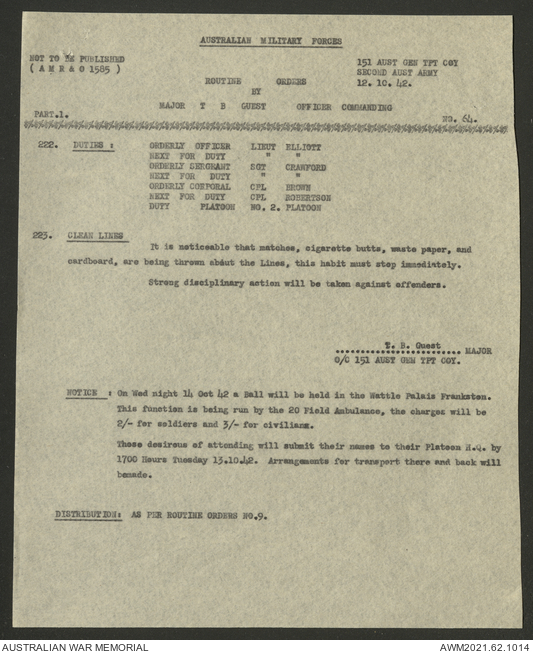 AUSTRALIAN MILITARY FORCES
NOT TO BE PUBLISHED
( A M R & O 1585 )
151 AUST GEN TPT COY
SECOND AUST ARMY
12. 10. 42.
ROUTINE ORDERS
BY
MAJOR T B GUEST OFFICER COMMANDING
PART.1. NO. 64.
222. DUTIES : ORDERLY OFFICER LIEUT ELLIOTT
NEXT FOR DUTY " "
ORDERLY SERGEANT SGT CRAWFORD
NEXT FOR DUTY " "
ORDERLY CORPORAL CPL BROWN
NEXT FOR DUTY CPL ROBERTSON
DUTY PLATOON NO. 2. PLATOON
223. CLEAN LINES
It is noticeable that matches, cigarette butts, waste paper, and
cardboard, are being thrown about the Lines, this habit must stop immediately.
Strong disciplinary action will be taken against offenders.
T. B. Guest
MAJOR
O/C 151 AUST GEN TPT COY.
NOTICE : On Wed night 14 Oct 42 a Ball will be held in the Wattle Palais Frankston.
This function is being run by the 20 Field Ambulance, the charges will be
2/- for soldiers and 3/- for civilians.
Those desirous of attending will submit their names to their Platoon H.Q. by
1700 Hours Tuesday 13.10.42. Arrangements for transport there and back will
bemade.
DISTRIBUTION: AS PER ROUTINE ORDERS NO.9.
AUSTRALIAN WAR MEMORIAL
AWM2021.62.1014